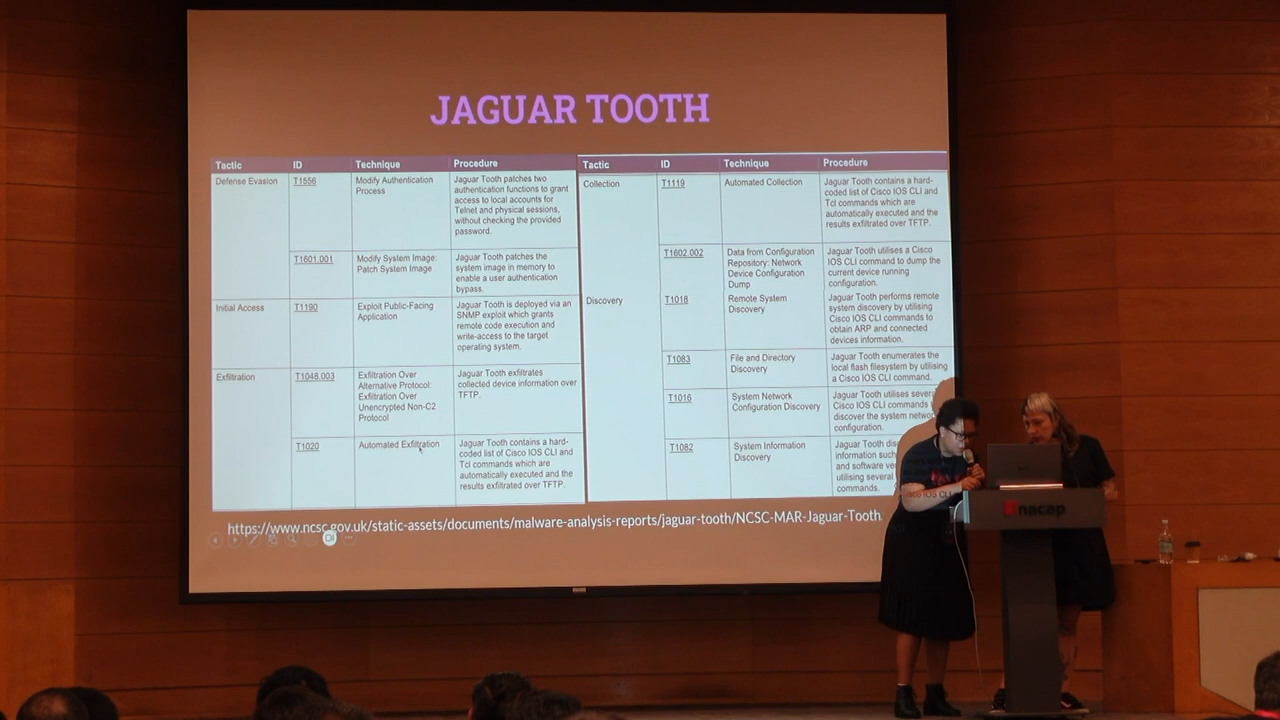 JAGUAR TOOTH
Tactic ID Technique Procedure
Defense Evasion T1556 Modify Authentication
Process
Jaguar Tooth patches two
authentication functions to grant
access to local accounts for
Telnet and physical sessions,
without checking the provided
password.
T1601.001 Modify System Image:
Patch System Image
Jaguar Tooth patches the
system image in memory to
enable a user authentication
bypass.
Initial Access T1190 Exploit Public-Facing
Application
Jaguar Tooth is deployed via an
SNMP exploit which grants
remote code execution and
write-access to the target
operating system.
Exfiltration T1048.003 Exfiltration Over
Alternative Protocol:
Exfiltration Over
Unencrypted Non-C2
Protocol
Jaguar Tooth exfiltrates
collected device information over
TFTP.
T1020 Automated Exfiltration
Jaguar Tooth contains a hard-
coded list of Cisco IOS CLI and
Tcl commands which are
automatically executed and the
results exfiltrated over TFTP.
Tactic ID Technique Procedure
Collection T1119 Automated Collection
Jaguar Tooth contains a hard-
coded list of Cisco IOS CLI and
Tcl commands which are
automatically executed and the
results exfiltrated over TFTP.
T1602.002 Data from Configuration
Repository: Network
Device Configuration
Dump
Jaguar Tooth utilises a Cisco
IOS CLI command to dump the
current device running
configuration.
Discovery T1018 Remote System
Discovery
Jaguar Tooth performs remote
system discovery by utilising
Cisco IOS CLI commands to
obtain ARP and connected
devices information.
T1083 File and Directory
Discovery
Jaguar Tooth enumerates the
local flash filesystem by utilising
a Cisco IOS CLI command.
T1016 System Network
Configuration Discovery
Jaguar Tooth utilises
Cisco IOS CLI commands
discover the system
configuration.
T1082 System Information
Discovery
Jaguar Tooth
information such
and software
utilising several
commands.
https://www.ncsc.gov.uk/static-assets/documents/malware-analysis-reports/jaguar-tooth/NCSC-MAR-Jaguar-Tooth
inacap